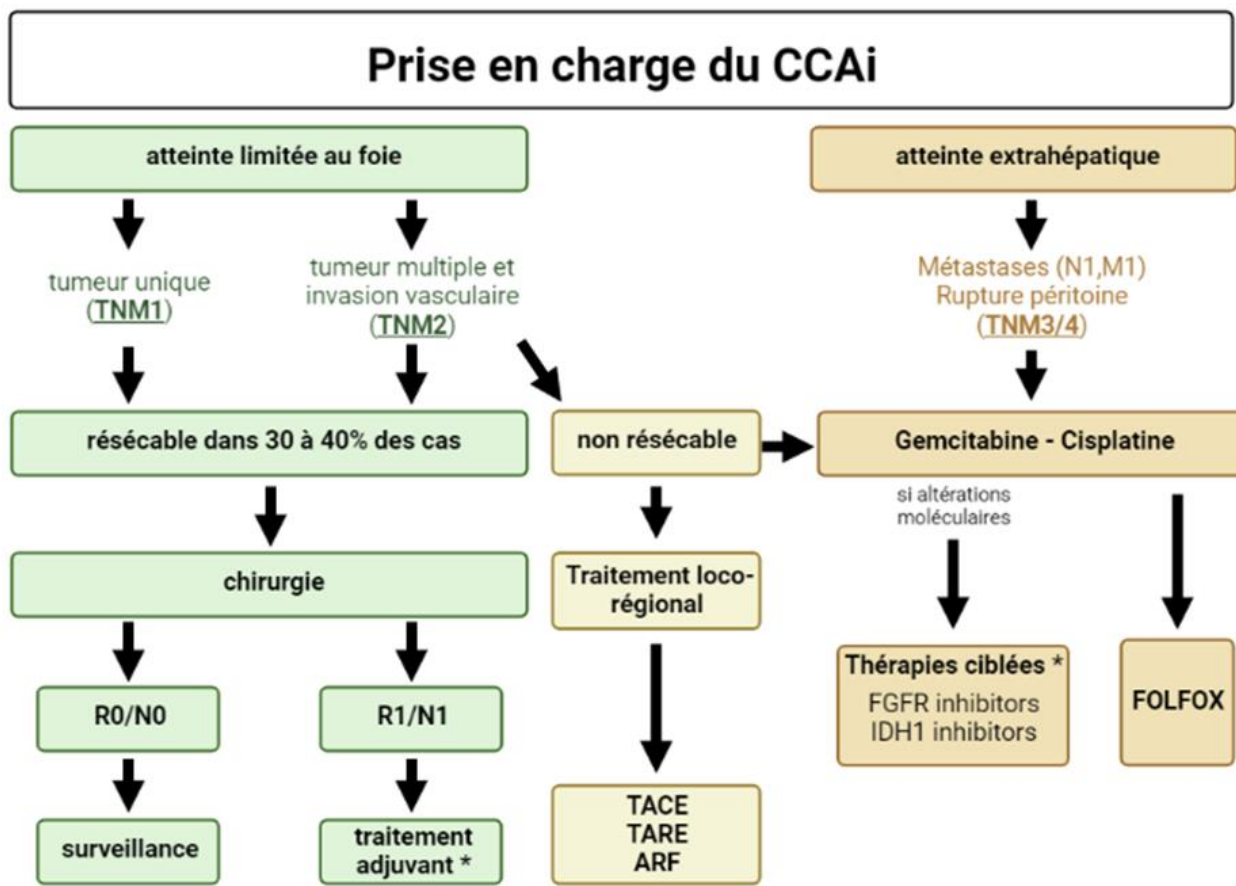 Prise en charge du CCAi
atteinte limitée au foie
atteinte extrahépatique
tumeur unique
(TNM1)
tumeur multiple et
invasion vasculaire
(TNM2)
Métastases (N1,M1)
Rupture péritoine
(TNM3/4)
résécable dans 30 à 40% des cas
non résécable
Gemcitabine - Cisplatine
si altérations
moléculaires
chirurgie
Traitement loco-
régional
R0/N0
R1/N1
Thérapies ciblées *
FGFR inhibitors
IDH1 inhibitors
FOLFOX
surveillance
traitement
adjuvant *
TACE
TARE
ARF